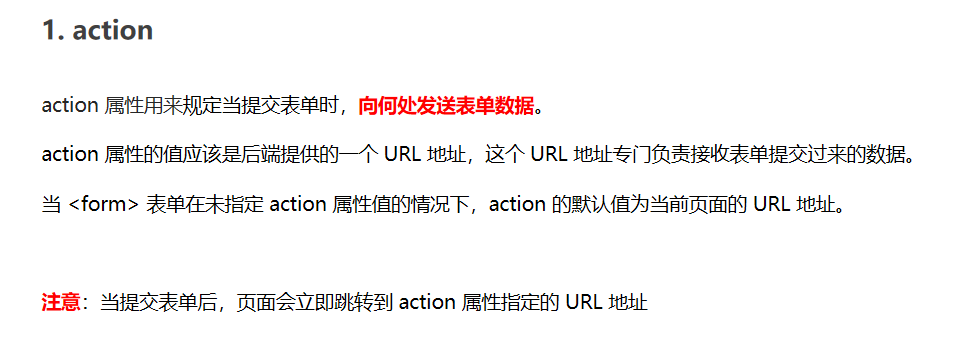 1. action
action 属性用来规定当提交表单时，向何处发送表单数据。
action 属性的值应该是后端提供的一个 URL 地址，这个 URL 地址专门负责接收表单提交过来的数据。
当 <form> 表单在未指定 action 属性值的情况下，action 的默认值为当前页面的 URL 地址。
注意：当提交表单后，页面会立即跳转到 action 属性指定的 URL 地址